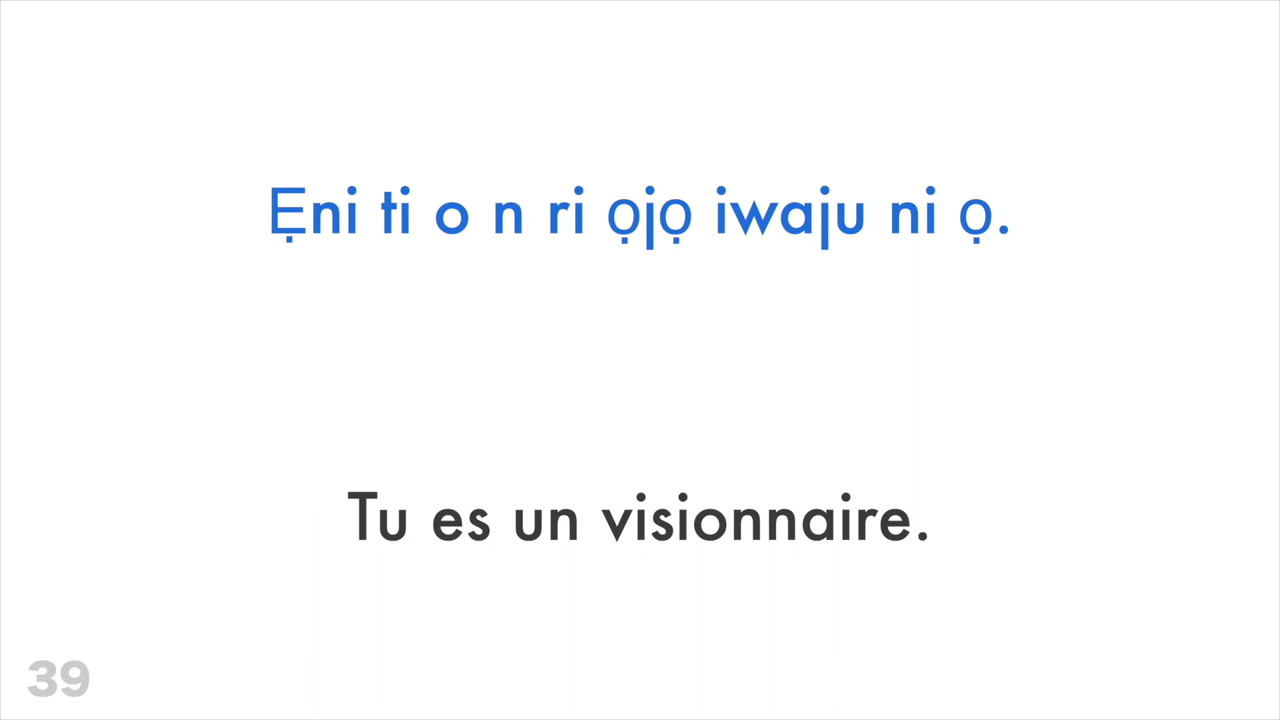 Ẹni ti o n ri ọjọ iwaju ni ọ.
Tu es un visionnaire.
39